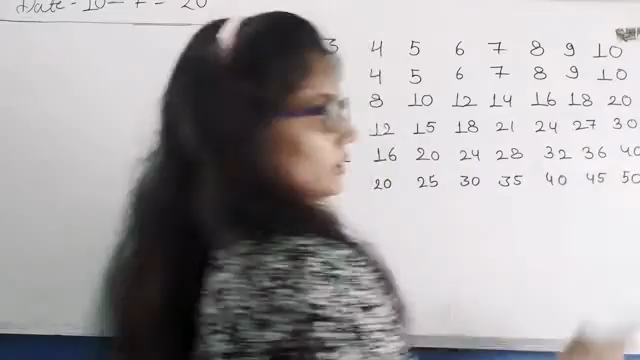 Date - 10 - 7 - 20
3 4 5 6 7 8 9 10
4 5 6 7 8 9 10
8 10 12 14 16 18 20
12 15 18 21 24 27 30
16 20 24 28 32 36 40
20 25 30 35 40 45 50